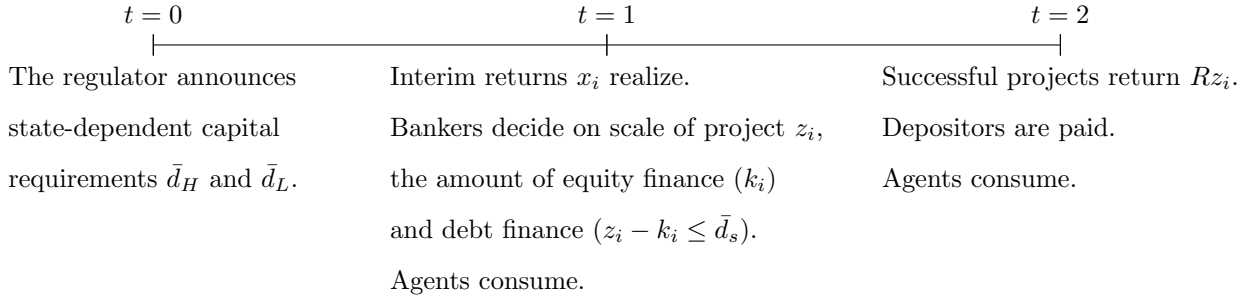 t = 0
t = 1
t = 2
The regulator announces
state-dependent capital
requirements d̄_H and d̄_L.
Interim returns x_i realize.
Bankers decide on scale of project z_i,
the amount of equity finance (k_i)
and debt finance (z_i − k_i ≤ d̄_s).
Agents consume.
Successful projects return Rz_i.
Depositors are paid.
Agents consume.